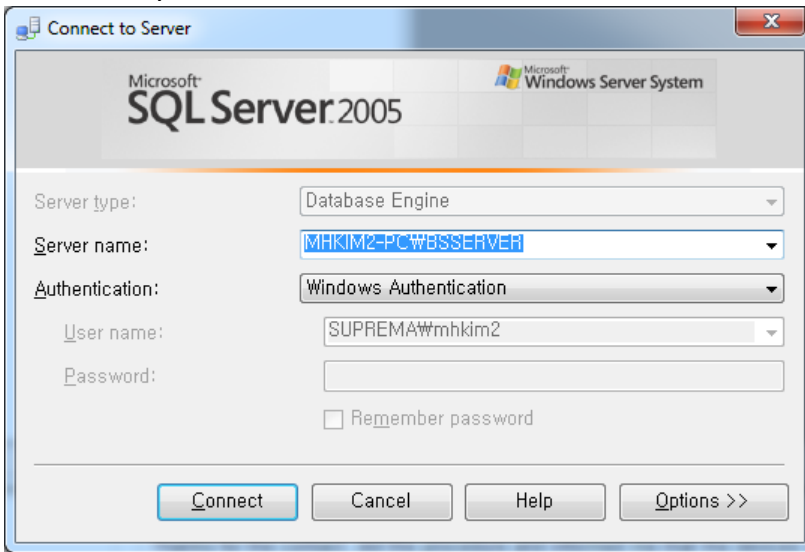 Connect to Server
Microsoft
SQL Server 2005
Microsoft
Windows Server System
Server type: Database Engine
Server name: MHKIM2-PC₩BSSERVER
Authentication: Windows Authentication
User name: SUPREMA₩mhkim2
Password:
Remember password
Connect Cancel Help Options >>